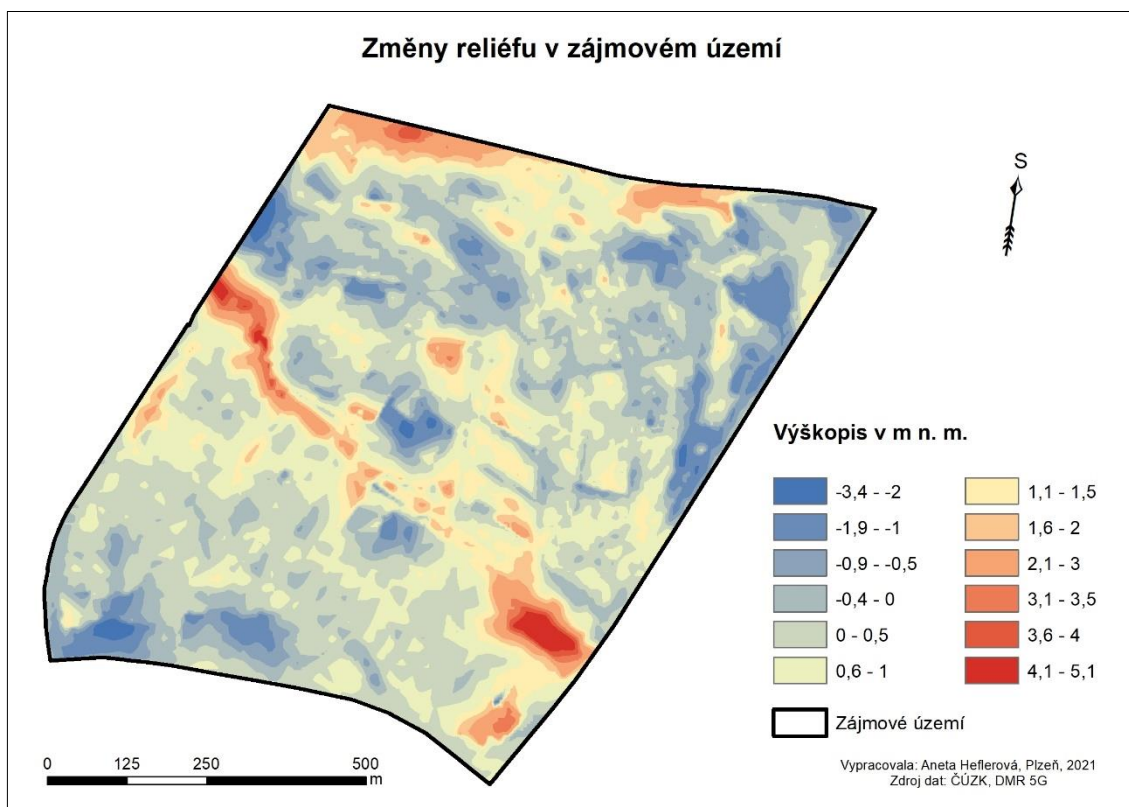 Změny reliéfu v zájmovém území
S
Výškopis v m n. m.
-3,4 - -2
-1,9 - -1
-0,9 - -0,5
-0,4 - 0
0 - 0,5
0,6 - 1
1,1 - 1,5
1,6 - 2
2,1 - 3
3,1 - 3,5
3,6 - 4
4,1 - 5,1
Zájmové území
0 125 250 500
m
Vypracovala: Aneta Heflerová, Plzeň, 2021
Zdroj dat: ČÚZK, DMR 5G